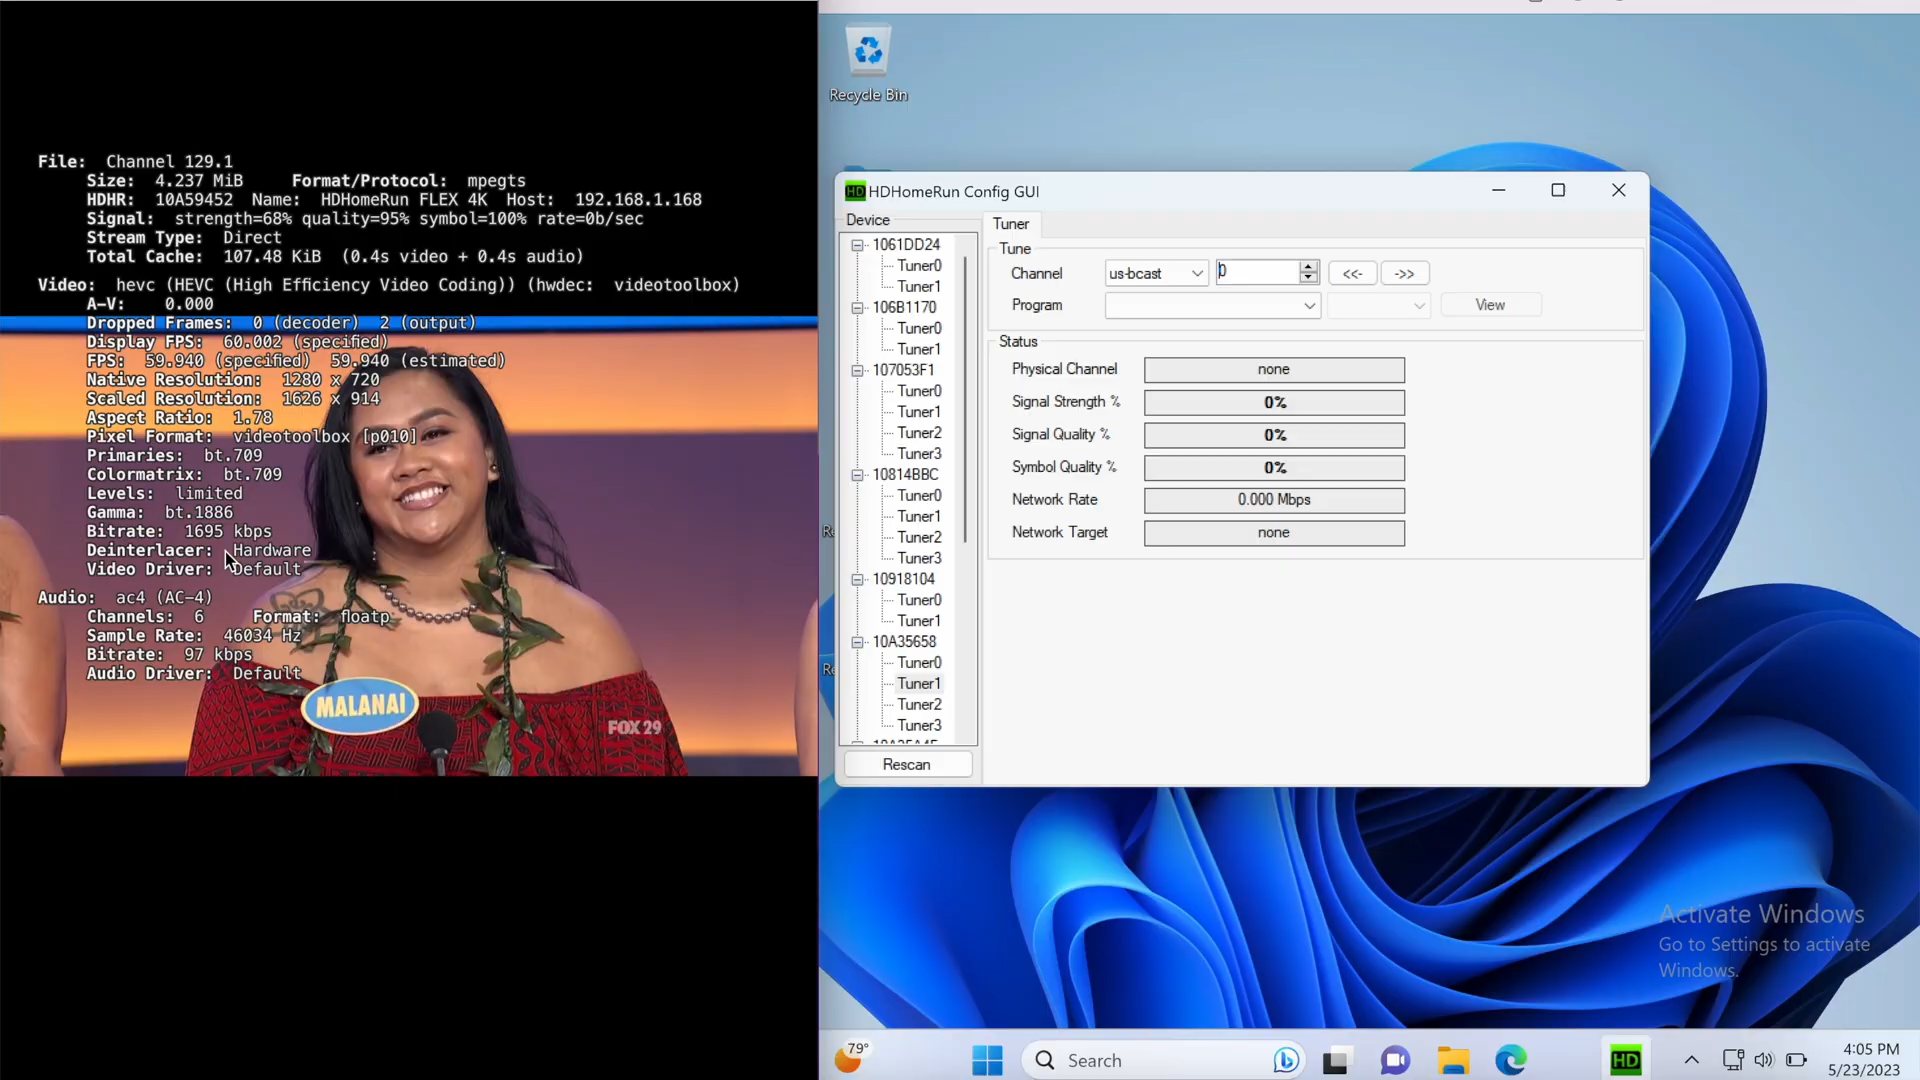 File: Channel 129.1
Size: 4.237 MiB Format/Protocol: mpegts
HDHR: 10A59452 Name: HDHomeRun FLEX 4K Host: 192.168.1.168
Signal: strength=68% quality=95% symbol=100% rate=0b/sec
Stream Type: Direct
Total Cache: 107.48 KiB (0.4s video + 0.4s audio)
Video: hevc (HEVC (High Efficiency Video Coding)) (hwdec: videotoolbox)
A-V: 0.000
Dropped Frames: 0 (decoder) 2 (output)
Display FPS: 60.002 (specified)
FPS: 59.940 (specified) 59.940 (estimated)
Native Resolution: 1280 x 720
Scaled Resolution: 1626 x 914
Aspect Ratio: 1.78
Pixel Format: videotoolbox [p010]
Primaries: bt.709
Colormatrix: bt.709
Levels: limited
Gamma: bt.1886
Bitrate: 1695 kbps
Deinterlacer: Hardware
Video Driver: Default
Audio: ac4 (AC-4)
Channels: 6 Format: floatp
Sample Rate: 46034 Hz
Bitrate: 97 kbps
Audio Driver: Default
MALANAI
FOX 29
Recycle Bin
HD HDHomeRun Config GUI
Device
1061DD24
Tuner0
Tuner1
106B1170
Tuner0
Tuner1
107053F1
Tuner0
Tuner1
Tuner2
Tuner3
10814BBC
Tuner0
Tuner1
Tuner2
Tuner3
10918104
Tuner0
Tuner1
10A35658
Tuner0
Tuner1
Tuner2
Tuner3
Rescan
Tuner
Tune
Channel us-bcast 0 <<- ->>
Program View
Status
Physical Channel none
Signal Strength % 0%
Signal Quality % 0%
Symbol Quality % 0%
Network Rate 0.000 Mbps
Network Target none
Activate Windows
Go to Settings to activate
Windows.
79°
Search
HD
4:05 PM
5/23/2023